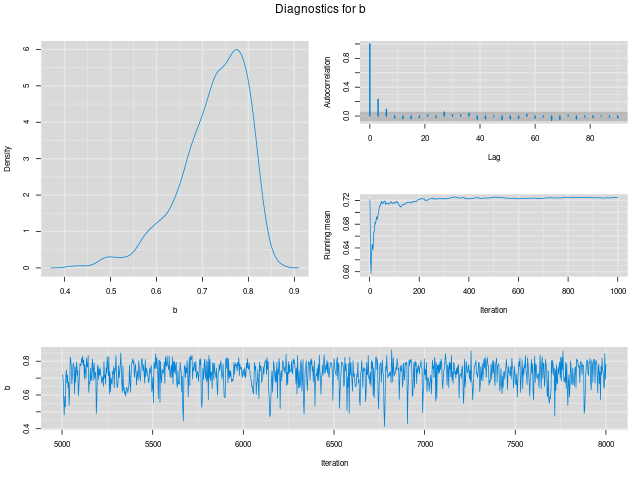 Diagnostics for b
Density
0 1 2 3 4 5 6
0.4 0.5 0.6 0.7 0.8 0.9
b
Autocorrelation
0.0 0.4 0.8
0 20 40 60 80
Lag
Running mean
0.60 0.64 0.68 0.72
0 200 400 600 800 1000
Iteration
b
0.4 0.6 0.8
5000 5500 6000 6500 7000 7500 8000
Iteration